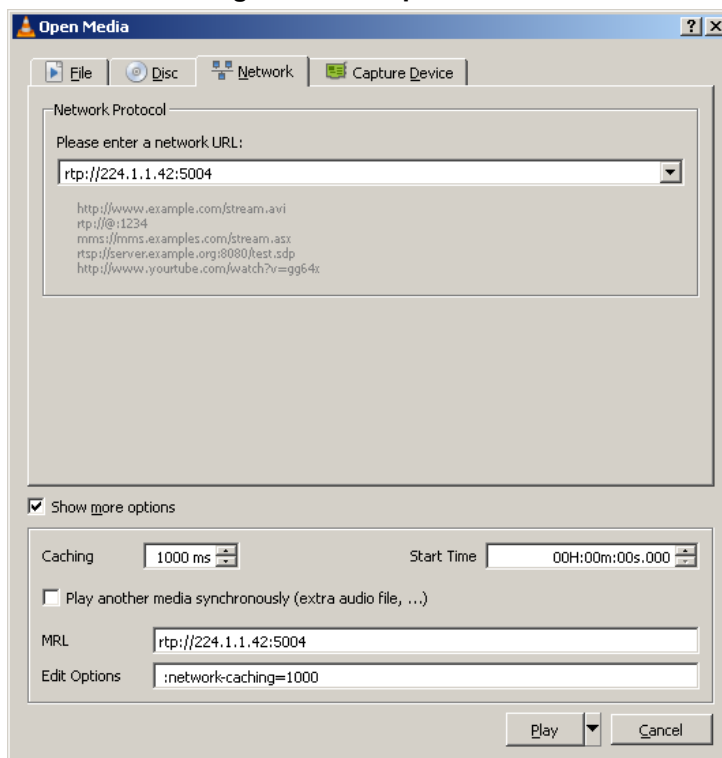 Open Media
File Disc Network Capture Device
Network Protocol
Please enter a network URL:
rtp://224.1.1.42:5004
http://www.example.com/stream.avi
rtp://@:1234
mms://mms.examples.com/stream.asx
rtsp://server.example.org:8080/test.sdp
http://www.yourtube.com/watch?v=gg64x
Show more options
Caching 1000 ms Start Time 00H:00m:00s.000
Play another media synchronously (extra audio file, ...)
MRL rtp://224.1.1.42:5004
Edit Options :network-caching=1000
Play Cancel